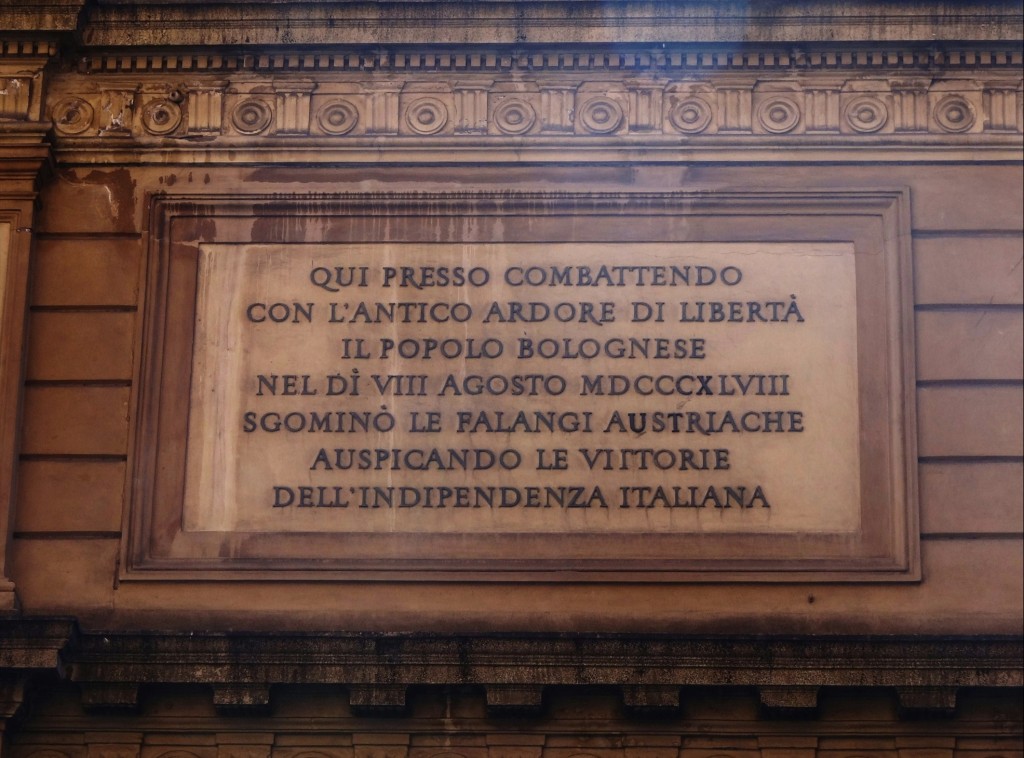 QUI PRESSO COMBATTENDO
CON L'ANTICO ARDORE DI LIBERTÀ
IL POPOLO BOLOGNESE
NEL DÌ VIII AGOSTO MDCCCXLVIII
SGOMINÒ LE FALANGI AUSTRIACHE
AUSPICANDO LE VITTORIE
DELL'INDIPENDENZA ITALIANA